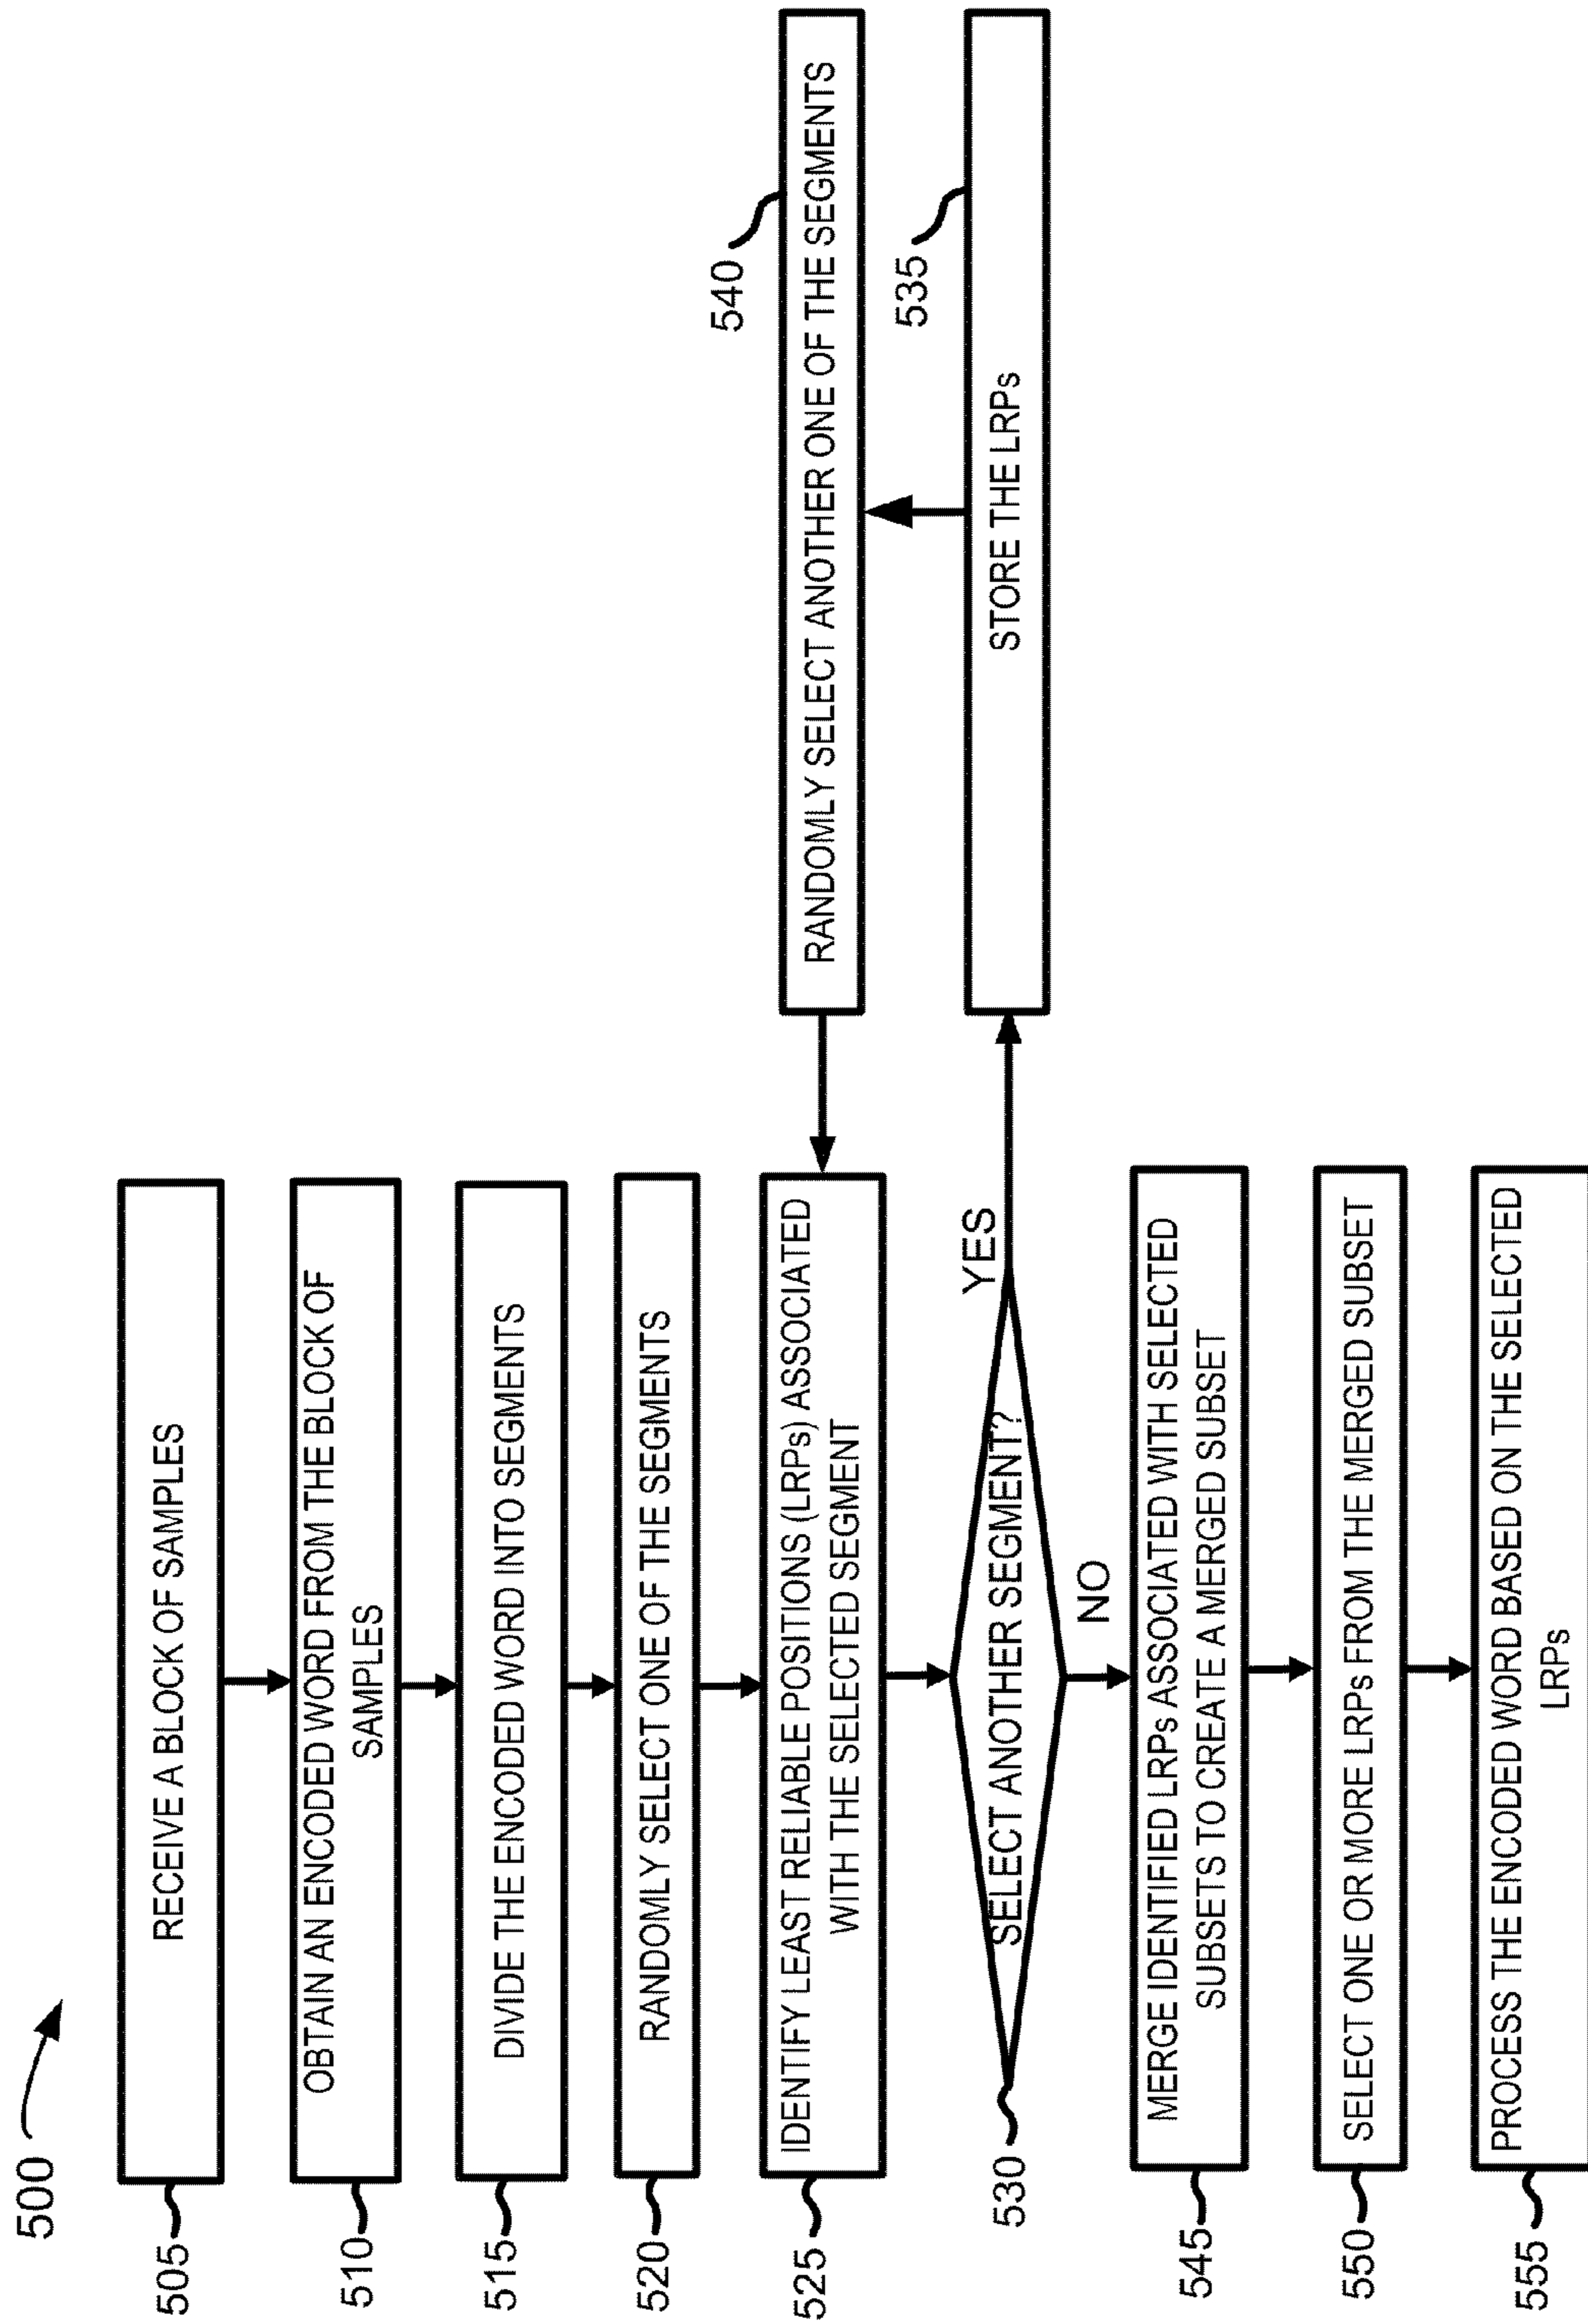 500
505
RECEIVE A BLOCK OF SAMPLES
510
OBTAIN AN ENCODED WORD FROM THE BLOCK OF
SAMPLES
515
DIVIDE THE ENCODED WORD INTO SEGMENTS
520
RANDOMLY SELECT ONE OF THE SEGMENTS
525
IDENTIFY LEAST RELIABLE POSITIONS (LRPs) ASSOCIATED
WITH THE SELECTED SEGMENT
540
RANDOMLY SELECT ANOTHER ONE OF THE SEGMENTS
530
SELECT ANOTHER SEGMENT?
YES
535
STORE THE LRPs
NO
545
MERGE IDENTIFIED LRPs ASSOCIATED WITH SELECTED
SUBSETS TO CREATE A MERGED SUBSET
550
SELECT ONE OR MORE LRPs FROM THE MERGED SUBSET
555
PROCESS THE ENCODED WORD BASED ON THE SELECTED
LRPs